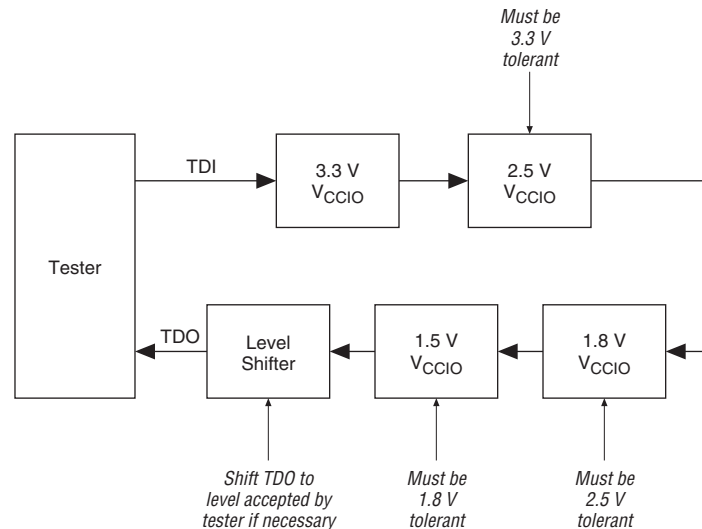 Must be
3.3 V
tolerant
TDI
3.3 V
VCCIO
2.5 V
VCCIO
Tester
TDO
Level
Shifter
1.5 V
VCCIO
1.8 V
VCCIO
Shift TDO to
level accepted by
tester if necessary
Must be
1.8 V
tolerant
Must be
2.5 V
tolerant